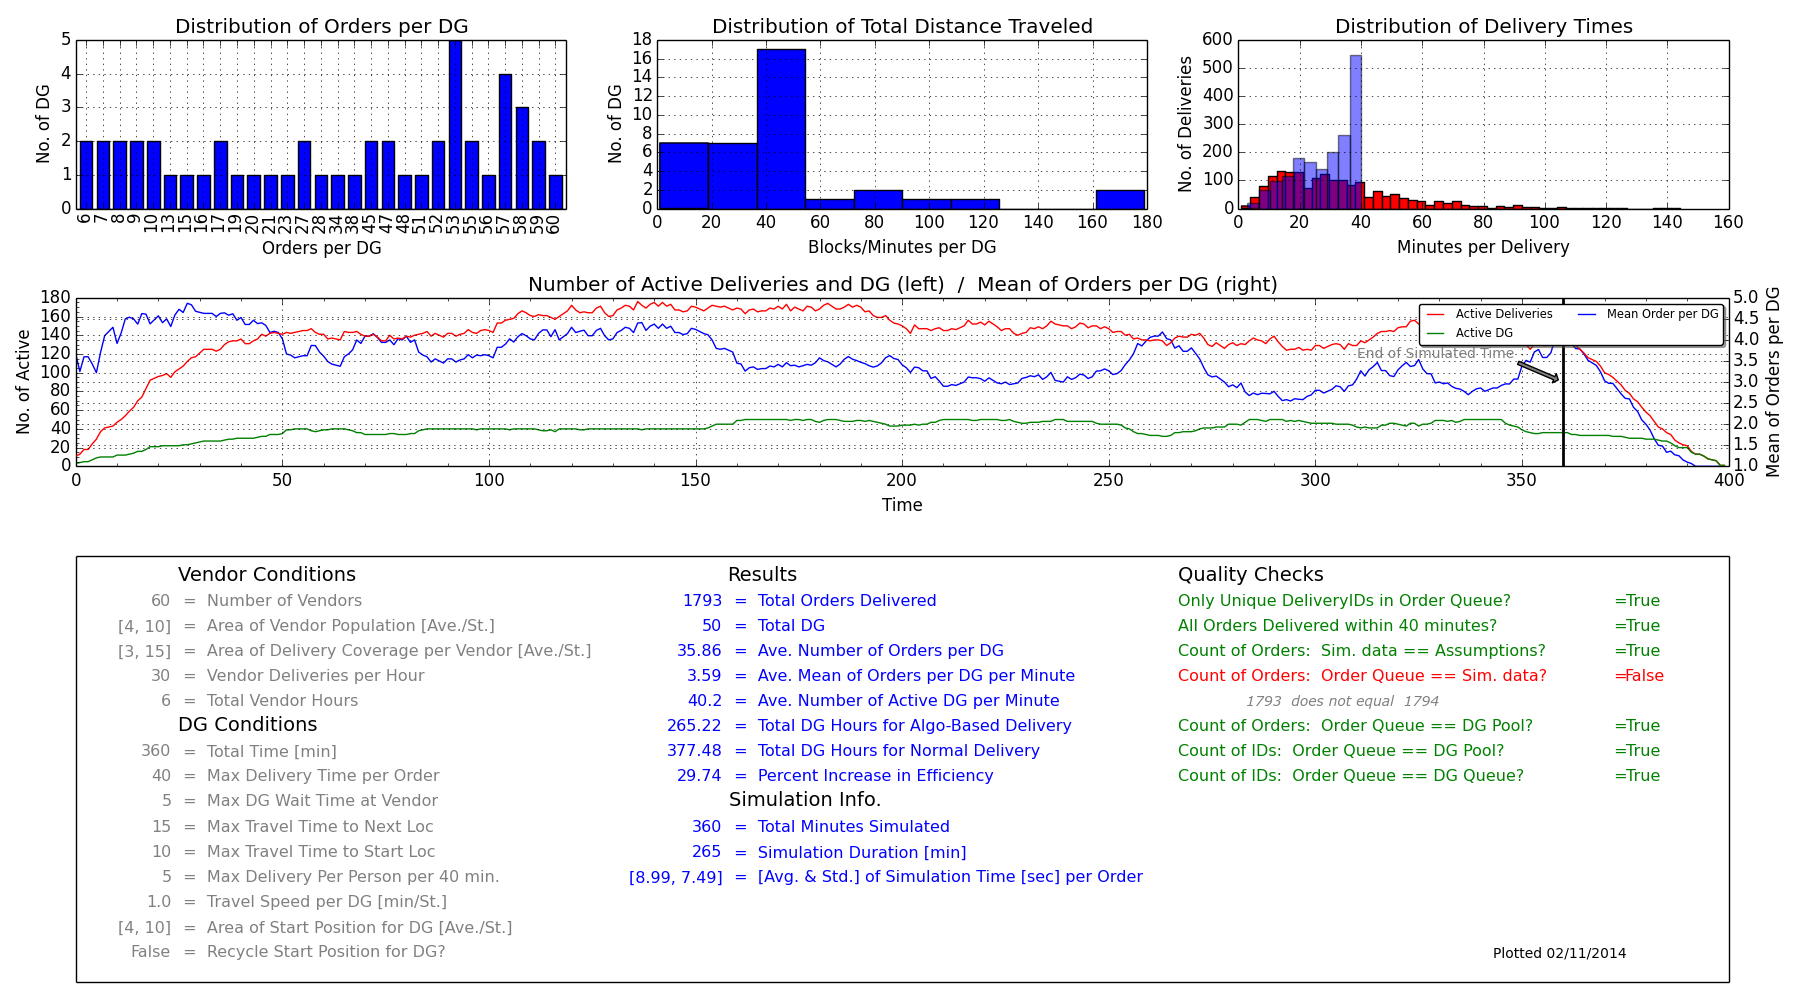 Distribution of Orders per DG
No. of DG
5
4
3
2
1
0
6 7 8 9 10 13 15 16 17 19 20 21 23 27 28 34 38 45 47 48 51 52 53 55 56 57 58 59 60
Orders per DG
Distribution of Total Distance Traveled
No. of DG
18
16
14
12
10
8
6
4
2
0
0 20 40 60 80 100 120 140 160 180
Blocks/Minutes per DG
Distribution of Delivery Times
No. of Deliveries
600
500
400
300
200
100
0
0 20 40 60 80 100 120 140 160
Minutes per Delivery
Number of Active Deliveries and DG (left) / Mean of Orders per DG (right)
No. of Active
180
160
140
120
100
80
60
40
20
0
Active Deliveries
Active DG
Mean Order per DG
End of Simulated Time
5.0
4.5
4.0
3.5
3.0
2.5
2.0
1.5
1.0
Mean of Orders per DG
0 50 100 150 200 250 300 350 400
Time
Vendor Conditions
60 = Number of Vendors
[4, 10] = Area of Vendor Population [Ave./St.]
[3, 15] = Area of Delivery Coverage per Vendor [Ave./St.]
30 = Vendor Deliveries per Hour
6 = Total Vendor Hours
DG Conditions
360 = Total Time [min]
40 = Max Delivery Time per Order
5 = Max DG Wait Time at Vendor
15 = Max Travel Time to Next Loc
10 = Max Travel Time to Start Loc
5 = Max Delivery Per Person per 40 min.
1.0 = Travel Speed per DG [min/St.]
[4, 10] = Area of Start Position for DG [Ave./St.]
False = Recycle Start Position for DG?
Results
1793 = Total Orders Delivered
50 = Total DG
35.86 = Ave. Number of Orders per DG
3.59 = Ave. Mean of Orders per DG per Minute
40.2 = Ave. Number of Active DG per Minute
265.22 = Total DG Hours for Algo-Based Delivery
377.48 = Total DG Hours for Normal Delivery
29.74 = Percent Increase in Efficiency
Simulation Info.
360 = Total Minutes Simulated
265 = Simulation Duration [min]
[8.99, 7.49] = [Avg. & Std.] of Simulation Time [sec] per Order
Quality Checks
Only Unique DeliveryIDs in Order Queue? =True
All Orders Delivered within 40 minutes? =True
Count of Orders: Sim. data == Assumptions? =True
Count of Orders: Order Queue == Sim. data? =False
1793 does not equal 1794
Count of Orders: Order Queue == DG Pool? =True
Count of IDs: Order Queue == DG Pool? =True
Count of IDs: Order Queue == DG Queue? =True
Plotted 02/11/2014